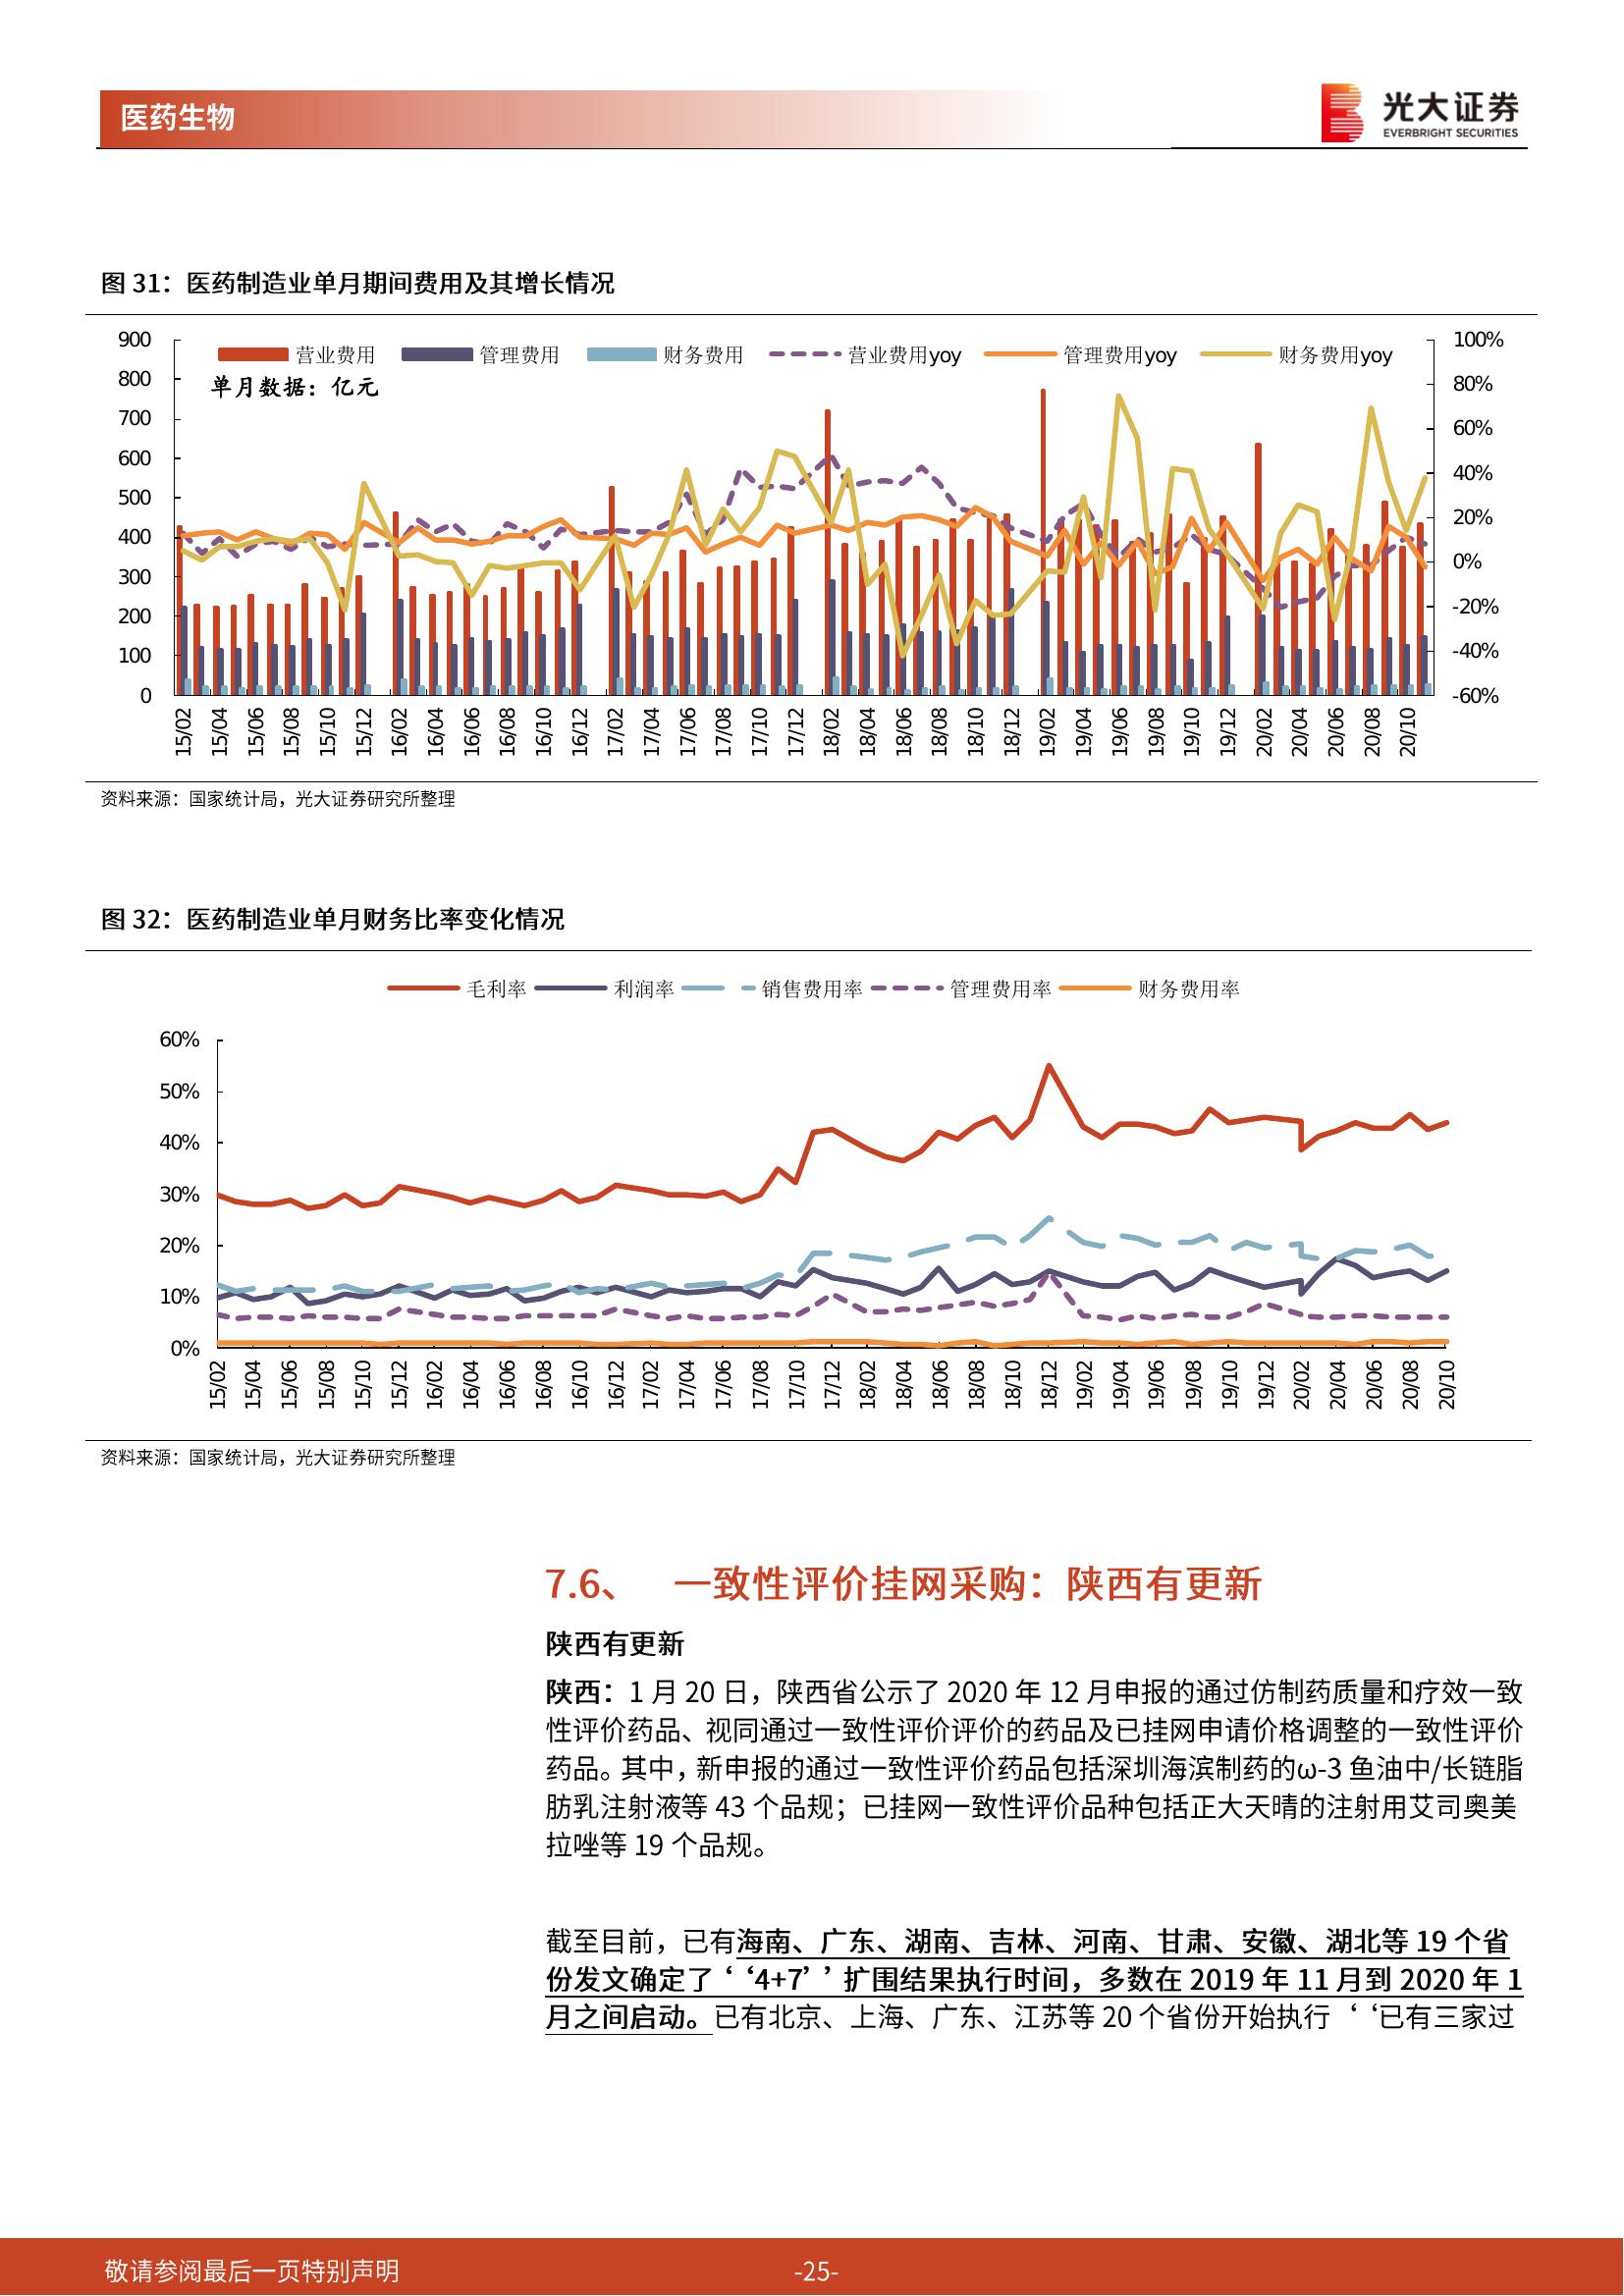 医药生物
光大证券
EVERBRIGHT SECURITIES
图 31：医药制造业单月期间费用及其增长情况
900
800
700
600
500
400
300
200
100
0
营业费用 管理费用 财务费用 营业费用yoy 管理费用yoy 财务费用yoy
单月数据：亿元
100%
80%
60%
40%
20%
0%
-20%
-40%
-60%
15/02 15/04 15/06 15/08 15/10 15/12 16/02 16/04 16/06 16/08 16/10 16/12 17/02 17/04 17/06 17/08 17/10 17/12 18/02 18/04 18/06 18/08 18/10 18/12 19/02 19/04 19/06 19/08 19/10 19/12 20/02 20/04 20/06 20/08 20/10
资料来源：国家统计局，光大证券研究所整理
图 32：医药制造业单月财务比率变化情况
毛利率 利润率 销售费用率 管理费用率 财务费用率
60%
50%
40%
30%
20%
10%
0%
15/02 15/04 15/06 15/08 15/10 15/12 16/02 16/04 16/06 16/08 16/10 16/12 17/02 17/04 17/06 17/08 17/10 17/12 18/02 18/04 18/06 18/08 18/10 18/12 19/02 19/04 19/06 19/08 19/10 19/12 20/02 20/04 20/06 20/08 20/10
资料来源：国家统计局，光大证券研究所整理
7.6、 一致性评价挂网采购：陕西有更新
陕西有更新
陕西：1 月 20 日，陕西省公示了 2020 年 12 月申报的通过仿制药质量和疗效一致
性评价药品、视同通过一致性评价评价的药品及已挂网申请价格调整的一致性评价
药品。其中，新申报的通过一致性评价药品包括深圳海滨制药的ω-3 鱼油中/长链脂
肪乳注射液等 43 个品规；已挂网一致性评价品种包括正大天晴的注射用艾司奥美
拉唑等 19 个品规。
截至目前，已有海南、广东、湖南、吉林、河南、甘肃、安徽、湖北等 19 个省
份发文确定了‘‘4+7’’扩围结果执行时间，多数在 2019 年 11 月到 2020 年 1
月之间启动。已有北京、上海、广东、江苏等 20 个省份开始执行‘‘已有三家过
敬请参阅最后一页特别声明
-25-